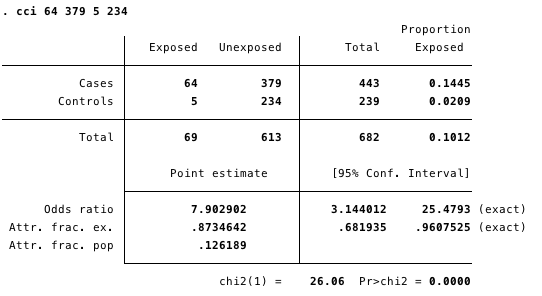 . cci 64 379 5 234
Proportion
Exposed Unexposed Total Exposed
Cases 64 379 443 0.1445
Controls 5 234 239 0.0209
Total 69 613 682 0.1012
Point estimate [95% Conf. Interval]
Odds ratio 7.902902 3.144012 25.4793 (exact)
Attr. frac. ex. .8734642 .681935 .9607525 (exact)
Attr. frac. pop .126189
chi2(1) = 26.06 Pr>chi2 = 0.0000